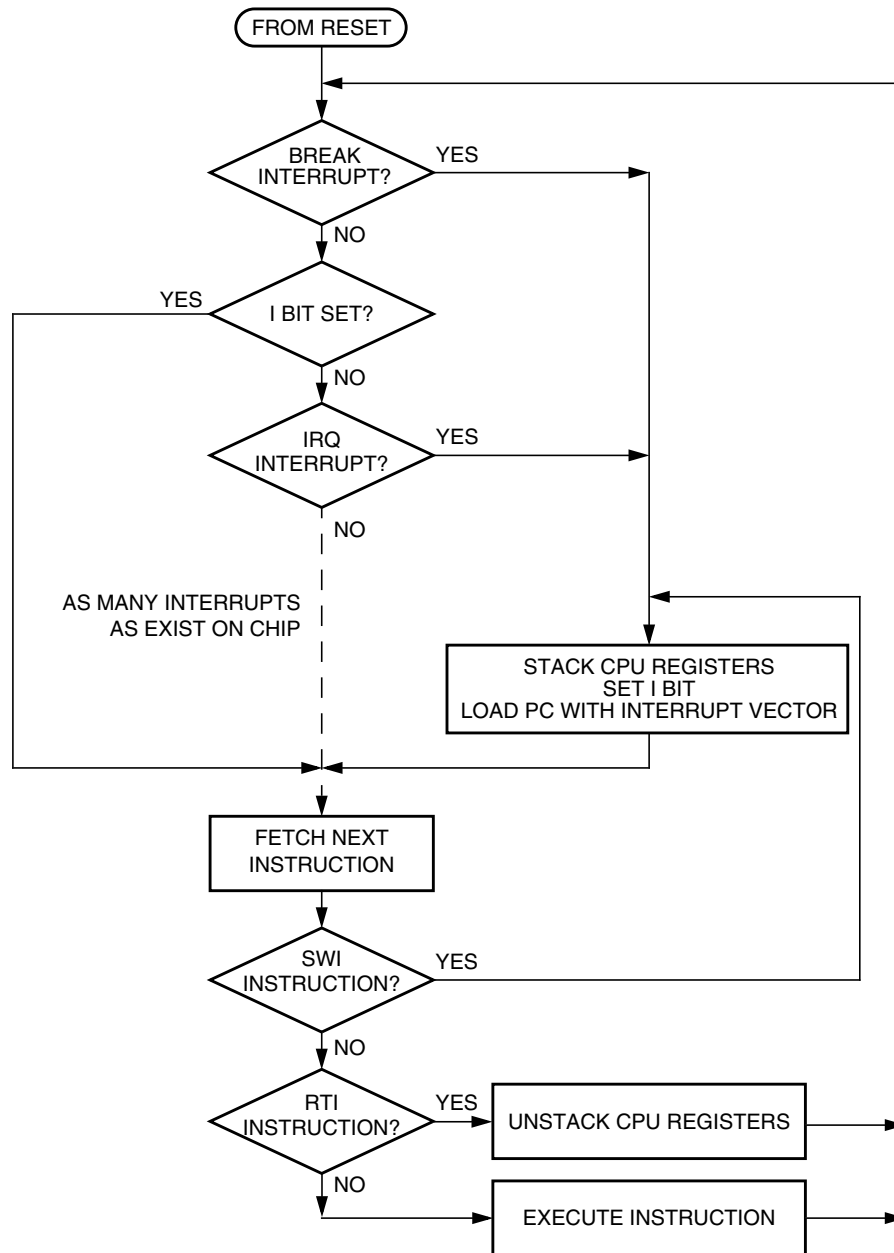 FROM RESET
BREAK
INTERRUPT?
YES
NO
YES
I BIT SET?
NO
IRQ
INTERRUPT?
YES
NO
AS MANY INTERRUPTS
AS EXIST ON CHIP
STACK CPU REGISTERS
SET I BIT
LOAD PC WITH INTERRUPT VECTOR
FETCH NEXT
INSTRUCTION
SWI
INSTRUCTION?
YES
NO
RTI
INSTRUCTION?
YES
UNSTACK CPU REGISTERS
NO
EXECUTE INSTRUCTION